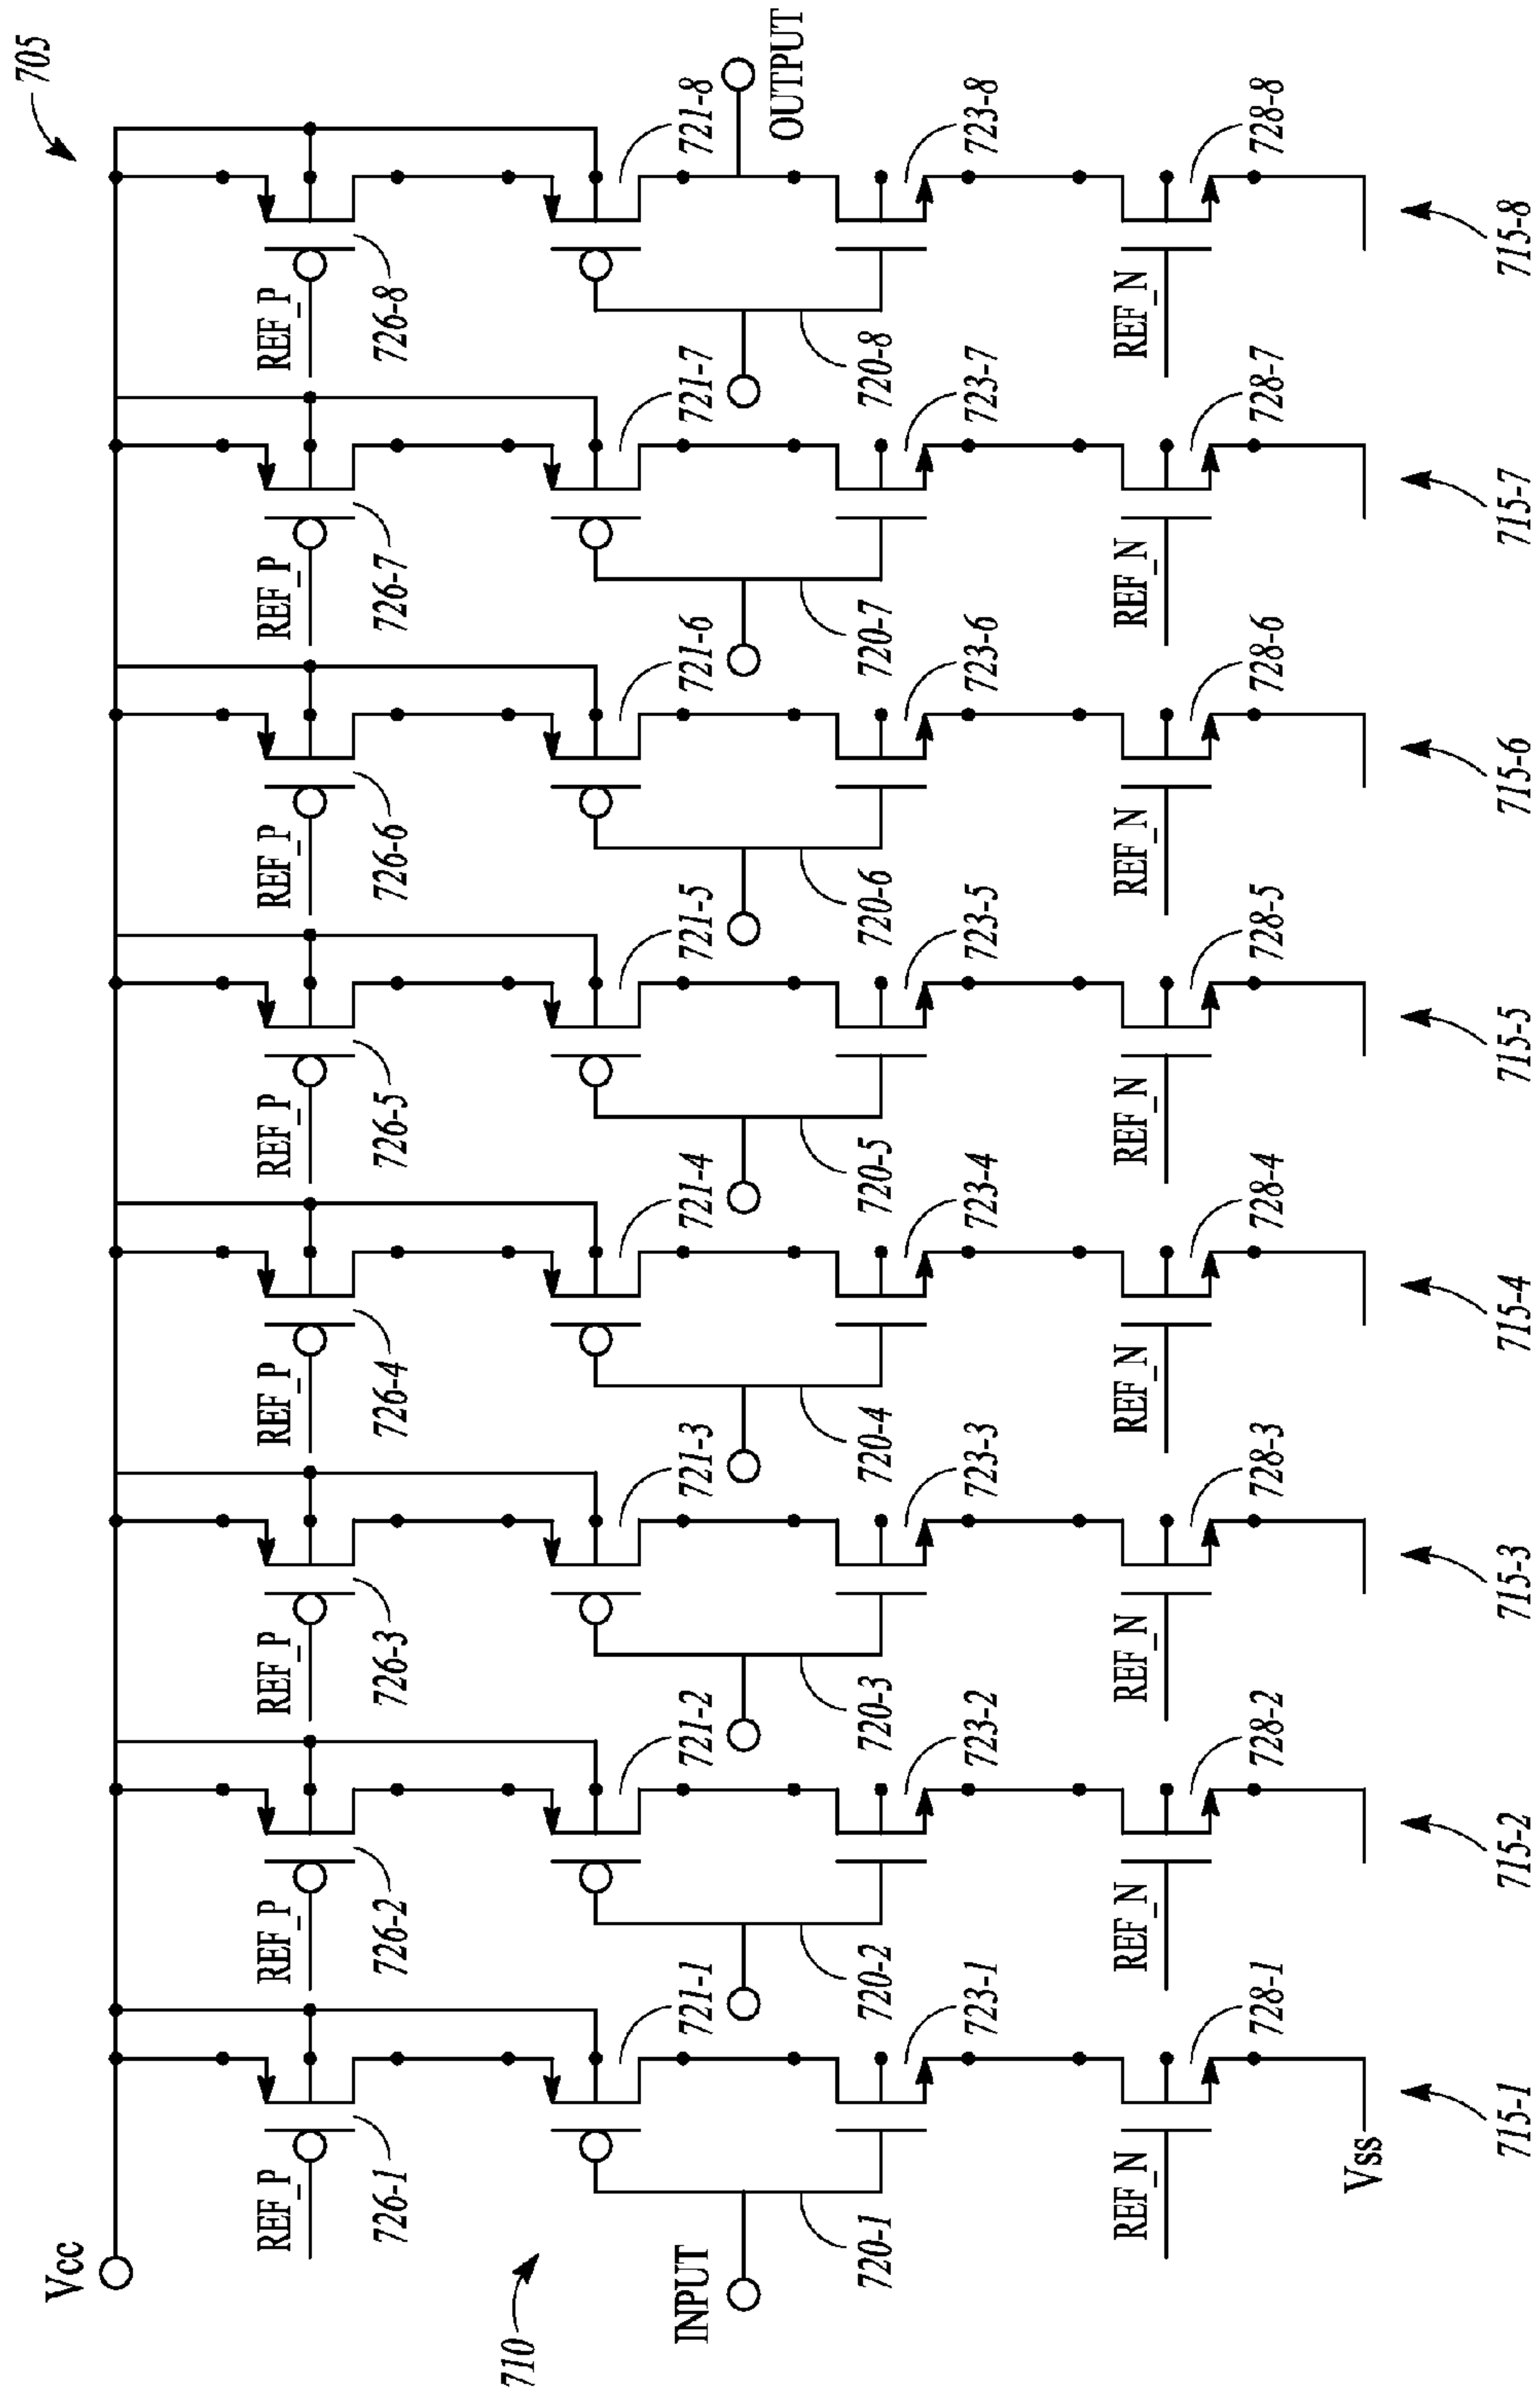 705
Vcc
REF_P
REF_P
REF_P
REF_P
REF_P
REF_P
REF_P
REF_P
726-1
726-2
726-3
726-4
726-5
726-6
726-7
726-8
710
INPUT
721-1
721-2
721-3
721-4
721-5
721-6
721-7
721-8
OUTPUT
720-1
720-2
720-3
720-4
720-5
720-6
720-7
720-8
723-1
723-2
723-3
723-4
723-5
723-6
723-7
723-8
REF_N
REF_N
REF_N
REF_N
REF_N
REF_N
REF_N
REF_N
728-1
728-2
728-3
728-4
728-5
728-6
728-7
728-8
Vss
715-1
715-2
715-3
715-4
715-5
715-6
715-7
715-8